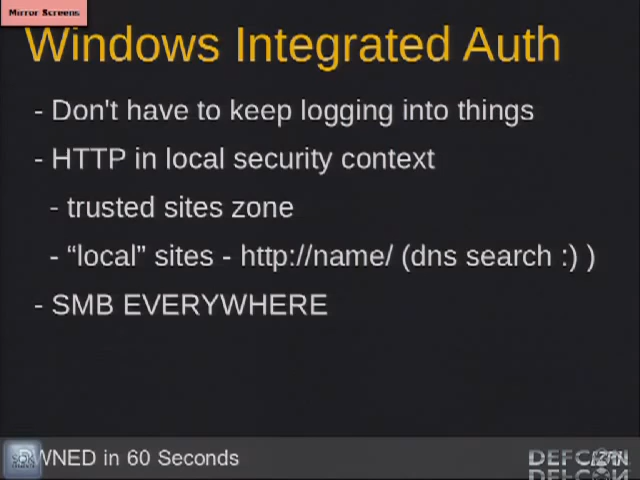 Mirror Screens
Windows Integrated Auth
- Don't have to keep logging into things
- HTTP in local security context
- trusted sites zone
- “local” sites - http://name/ (dns search :) )
- SMB EVERYWHERE
WNED in 60 Seconds
DEFCON
DEFCON